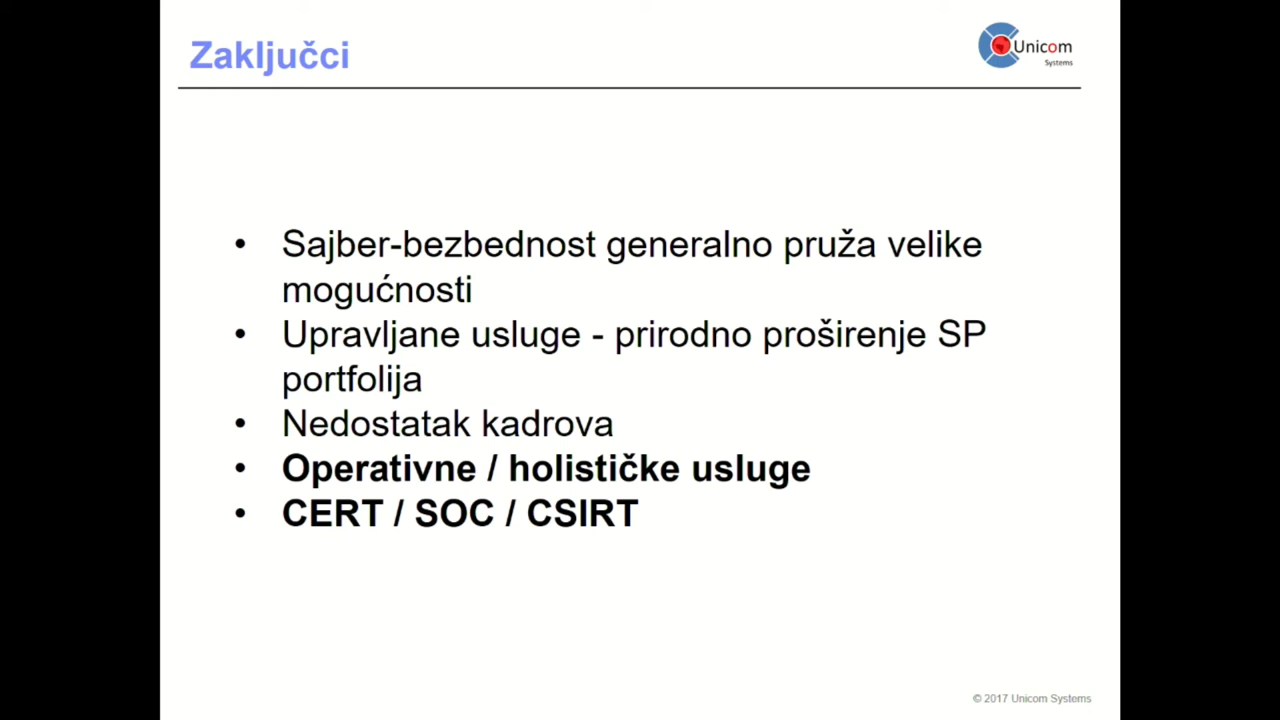 Zaključci
Unicom
Systems
• Sajber-bezbednost generalno pruža velike
mogućnosti
• Upravljane usluge - prirodno proširenje SP
portfolija
• Nedostatak kadrova
• Operativne / holističke usluge
• CERT / SOC / CSIRT
© 2017 Unicom Systems